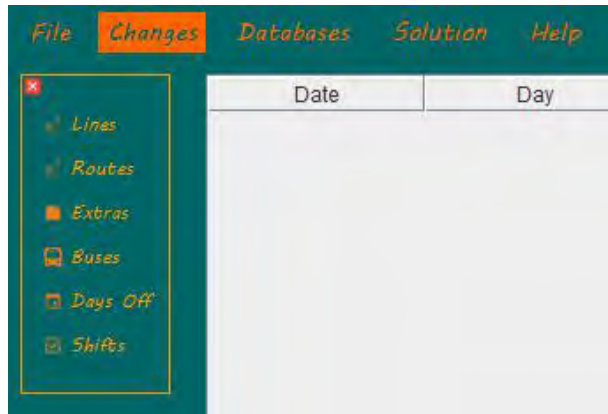 File Changes Databases Solution Help
Date Day
Lines
Routes
Extras
Buses
Days Off
Shifts